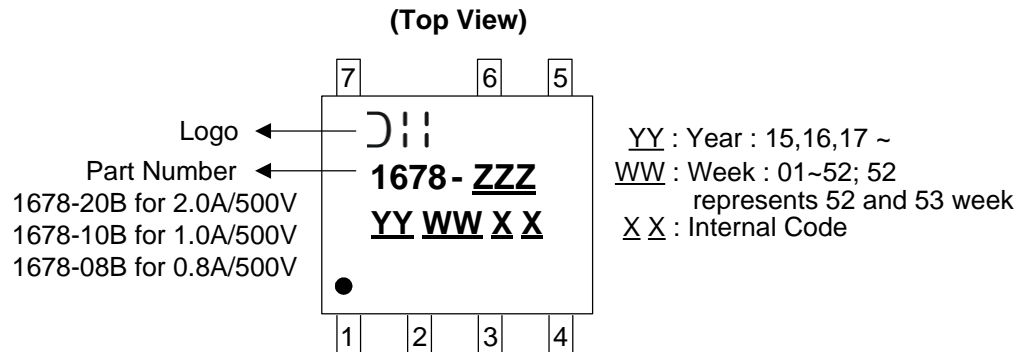 (Top View)
7 6 5
Logo
Part Number
1678-20B for 2.0A/500V
1678-10B for 1.0A/500V
1678-08B for 0.8A/500V
1678- ZZZ
YY WW X X
YY : Year : 15,16,17 ~
WW : Week : 01~52; 52
represents 52 and 53 week
X X : Internal Code
1 2 3 4